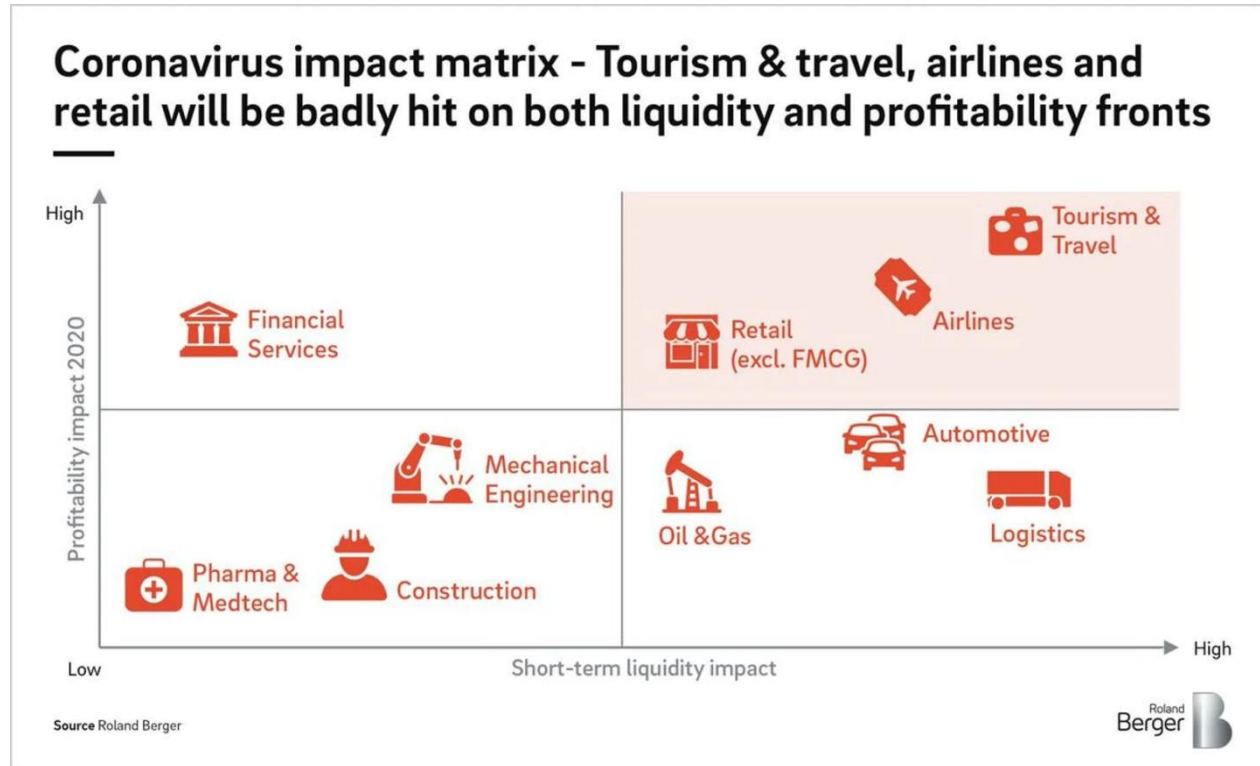 Coronavirus impact matrix - Tourism & travel, airlines and
retail will be badly hit on both liquidity and profitability fronts
High
Profitability impact 2020
Financial
Services
Tourism &
Travel
Airlines
Retail
(excl. FMCG)
Mechanical
Engineering
Pharma &
Medtech
Construction
Automotive
Oil &Gas
Logistics
Low
Short-term liquidity impact
High
Source Roland Berger
Roland
Berger
B